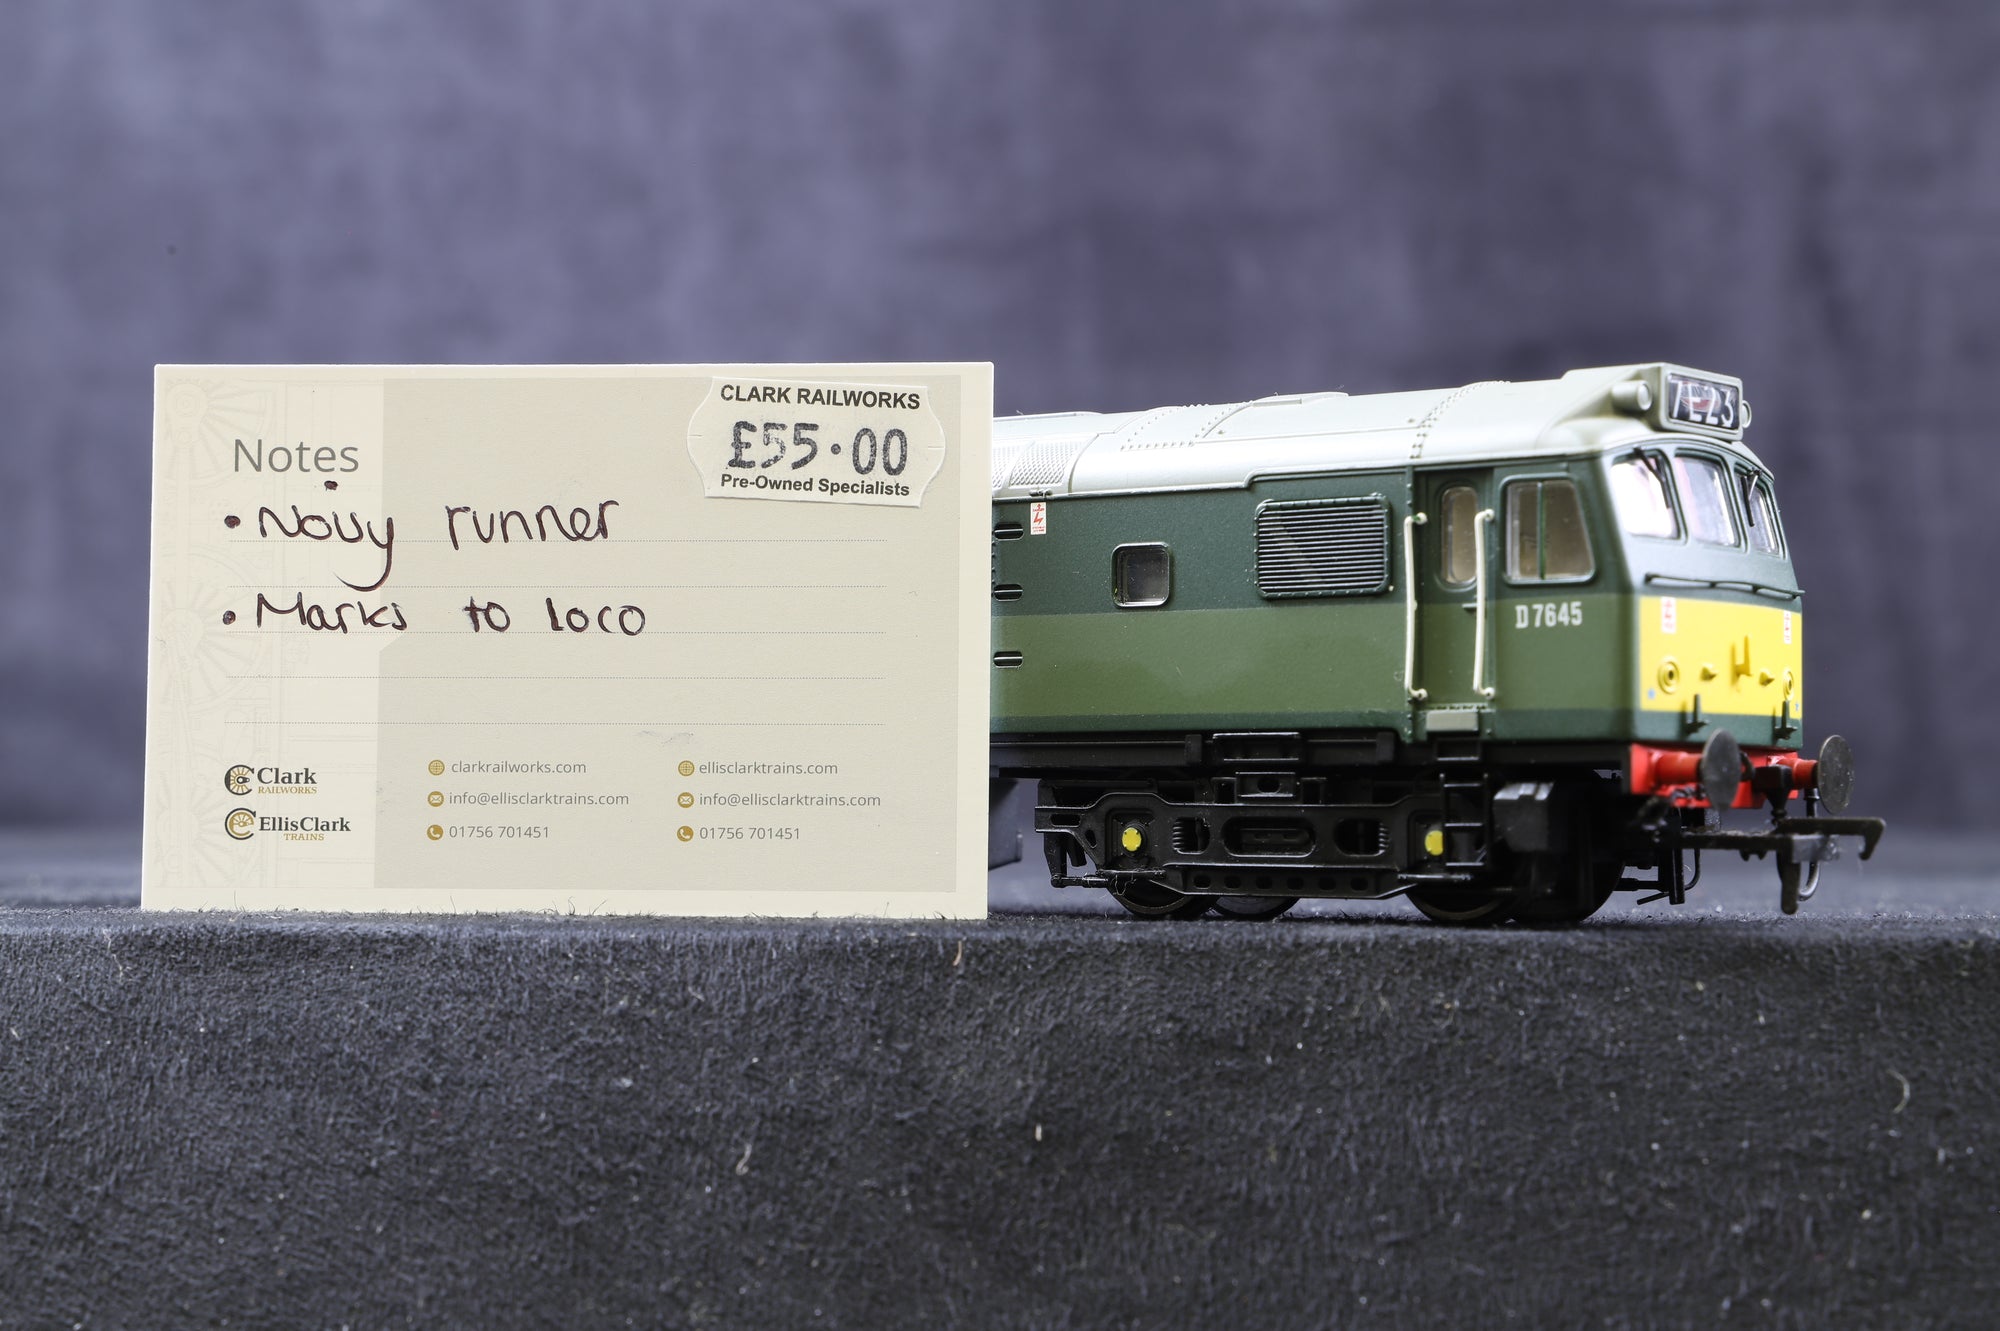 CLARK RAILWORKS
£55.00
Pre-Owned Specialists
Notes
• Noisy runner
• Marks to loco
Clark
RAILWORKS
EllisClark
TRAINS
clarkrailworks.com
info@ellisclarktrains.com
01756 701451
ellisclarktrains.com
info@ellisclarktrains.com
01756 701451
D7645